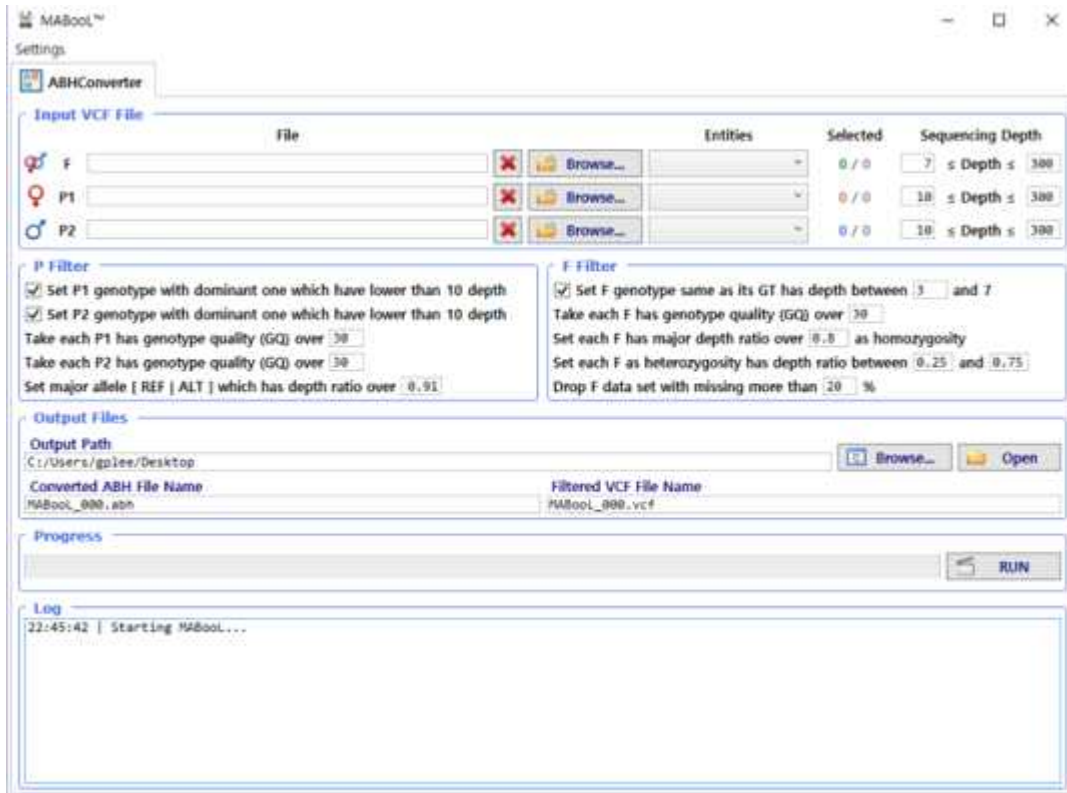 MABooL™
Settings
ABHConverter
Input VCF File
File Entities Selected Sequencing Depth
F Browse... 0 / 0 7 ≤ Depth ≤ 300
P1 Browse... 0 / 0 10 ≤ Depth ≤ 300
P2 Browse... 0 / 0 10 ≤ Depth ≤ 300
P Filter
Set P1 genotype with dominant one which have lower than 10 depth
Set P2 genotype with dominant one which have lower than 10 depth
Take each P1 has genotype quality (GQ) over 30
Take each P2 has genotype quality (GQ) over 30
Set major allele [ REF | ALT ] which has depth ratio over 0.91
F Filter
Set F genotype same as its GT has depth between 3 and 7
Take each F has genotype quality (GQ) over 30
Set each F has major depth ratio over 0.8 as homozygosity
Set each F as heterozygosity has depth ratio between 0.25 and 0.75
Drop F data set with missing more than 20 %
Output Files
Output Path
C:/Users/gplee/Desktop Browse... Open
Converted ABH File Name Filtered VCF File Name
MABooL_000.abh MABooL_000.vcf
Progress
RUN
Log
22:45:42 | Starting MABooL...